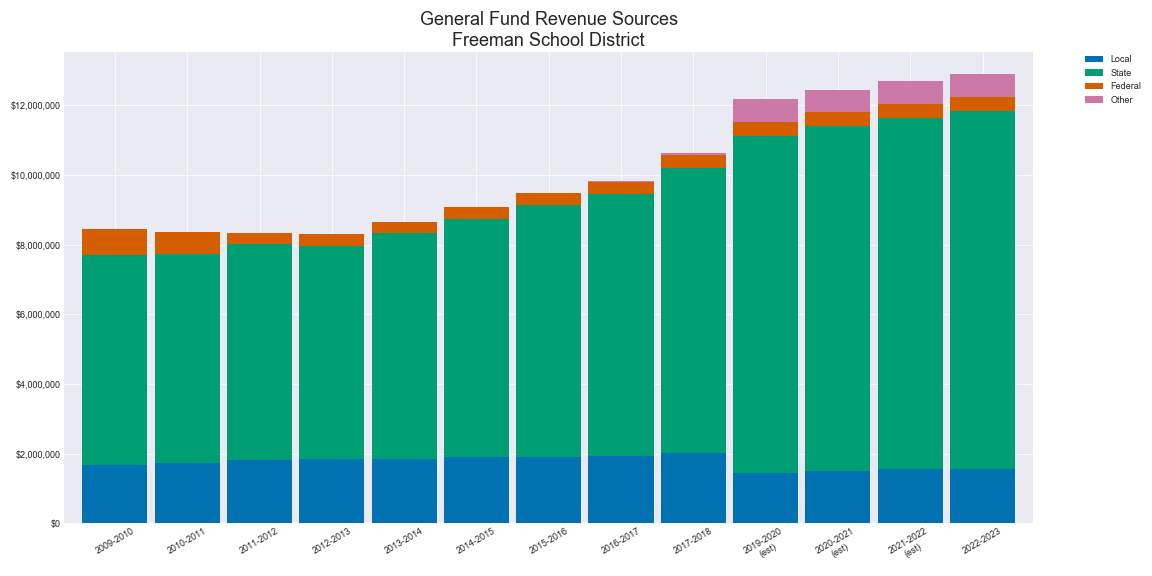 General Fund Revenue Sources
Freeman School District
Local
State
Federal
Other
$12,000,000
$10,000,000
$8,000,000
$6,000,000
$4,000,000
$2,000,000
$0
2009-2010
2010-2011
2011-2012
2012-2013
2013-2014
2014-2015
2015-2016
2016-2017
2017-2018
2019-2020
(est)
2020-2021
(est)
2021-2022
(est)
2022-2023